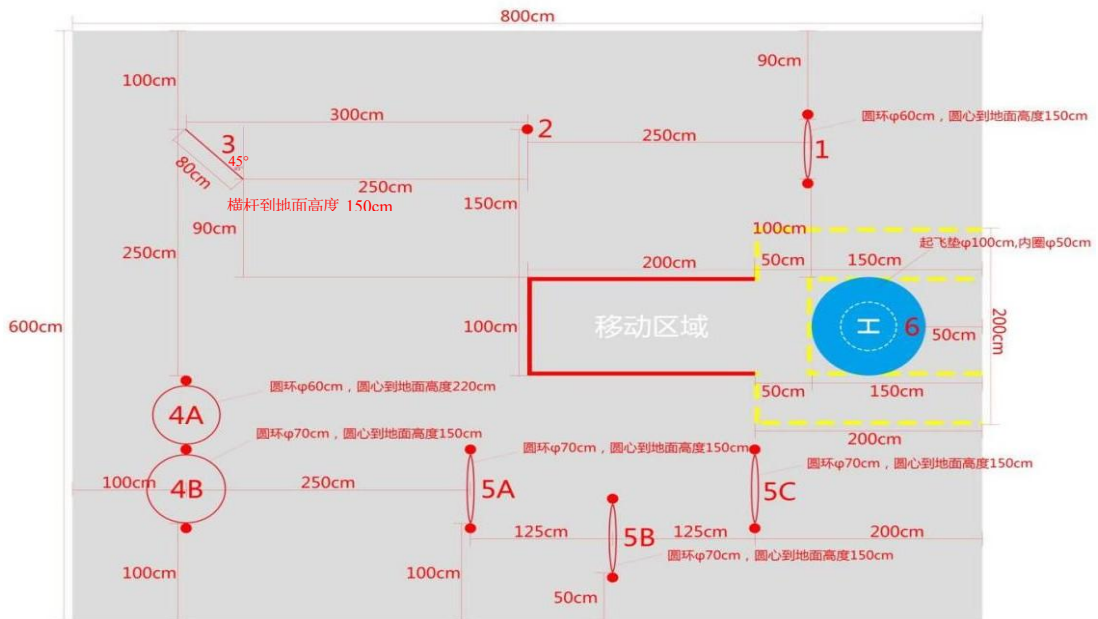 800cm
100cm
90cm
300cm
圆环φ60cm，圆心到地面高度150cm
3
2
1
45°
80cm
250cm
250cm
横杆到地面高度 150cm
150cm
90cm
100cm
起飞垫φ100cm,内圈φ50cm
250cm
200cm
50cm
150cm
600cm
100cm
移动区域
H
6
50cm
200cm
50cm
150cm
圆环φ60cm，圆心到地面高度220cm
4A
200cm
圆环φ70cm，圆心到地面高度150cm
圆环φ70cm，圆心到地面高度150cm
圆环φ70cm，圆心到地面高度150cm
100cm
4B
250cm
5A
5C
125cm
5B
125cm
200cm
圆环φ70cm，圆心到地面高度150cm
100cm
100cm
50cm